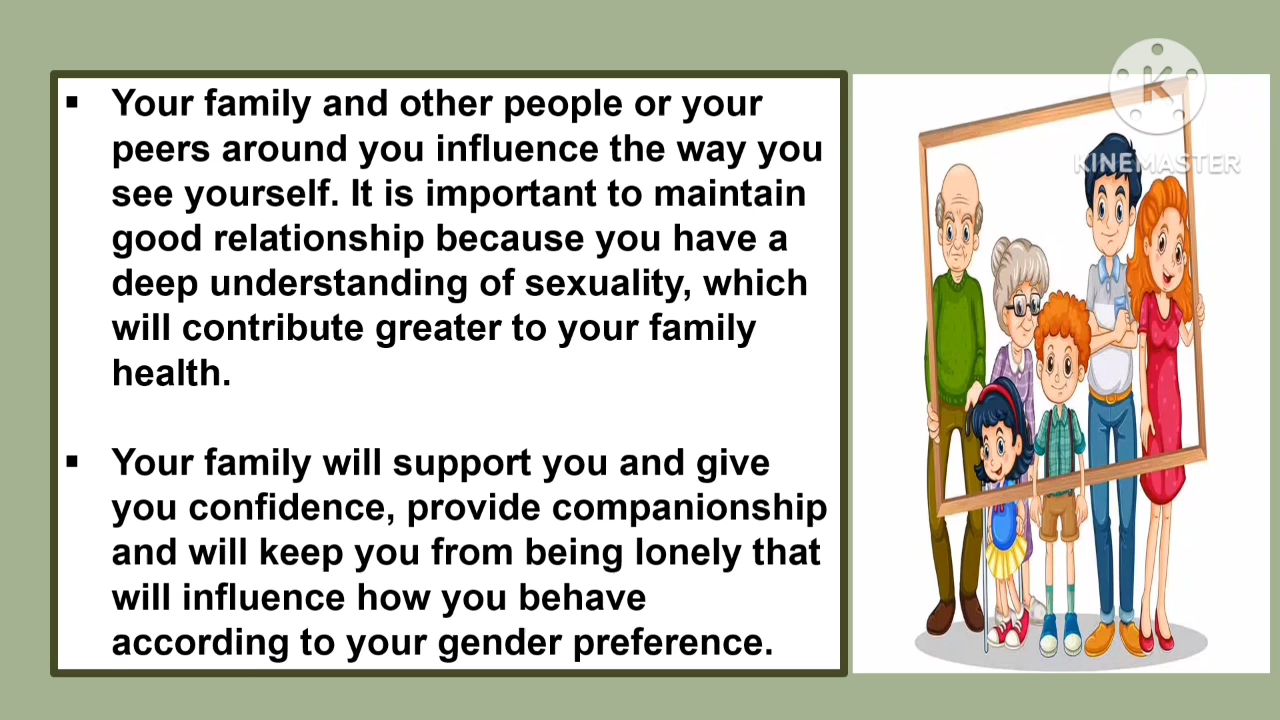 ▪ Your family and other people or your
peers around you influence the way you
see yourself. It is important to maintain
good relationship because you have a
deep understanding of sexuality, which
will contribute greater to your family
health.
▪ Your family will support you and give
you confidence, provide companionship
and will keep you from being lonely that
will influence how you behave
according to your gender preference.
K
KINEMASTER